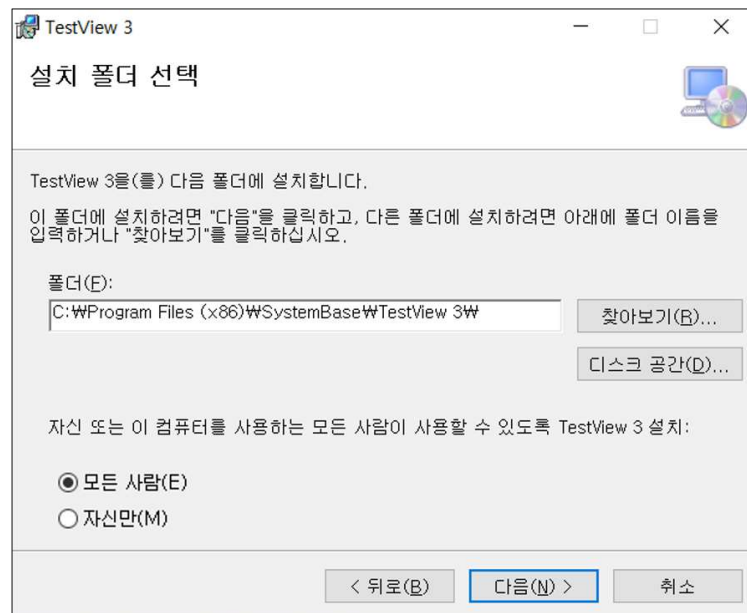 TestView 3
설치 폴더 선택
TestView 3을(를) 다음 폴더에 설치합니다.
이 폴더에 설치하려면 "다음"을 클릭하고, 다른 폴더에 설치하려면 아래에 폴더 이름을
입력하거나 "찾아보기"를 클릭하십시오.
폴더(F):
C:₩Program Files (x86)₩SystemBase₩TestView 3₩
찾아보기(R)...
디스크 공간(D)...
자신 또는 이 컴퓨터를 사용하는 모든 사람이 사용할 수 있도록 TestView 3 설치:
모든 사람(E)
자신만(M)
< 뒤로(B) 다음(N) > 취소